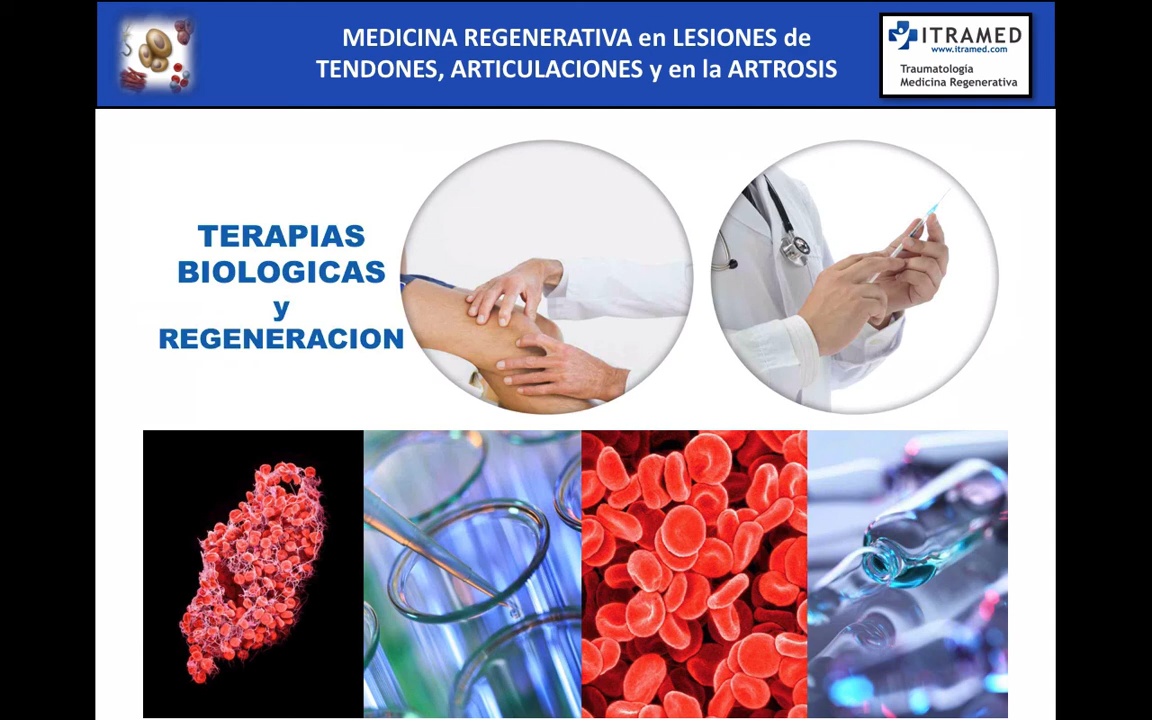 MEDICINA REGENERATIVA en LESIONES de
TENDONES, ARTICULACIONES y en la ARTROSIS
ITRAMED
www.itramed.com
Traumatología
Medicina Regenerativa
TERAPIAS
BIOLOGICAS
y
REGENERACION